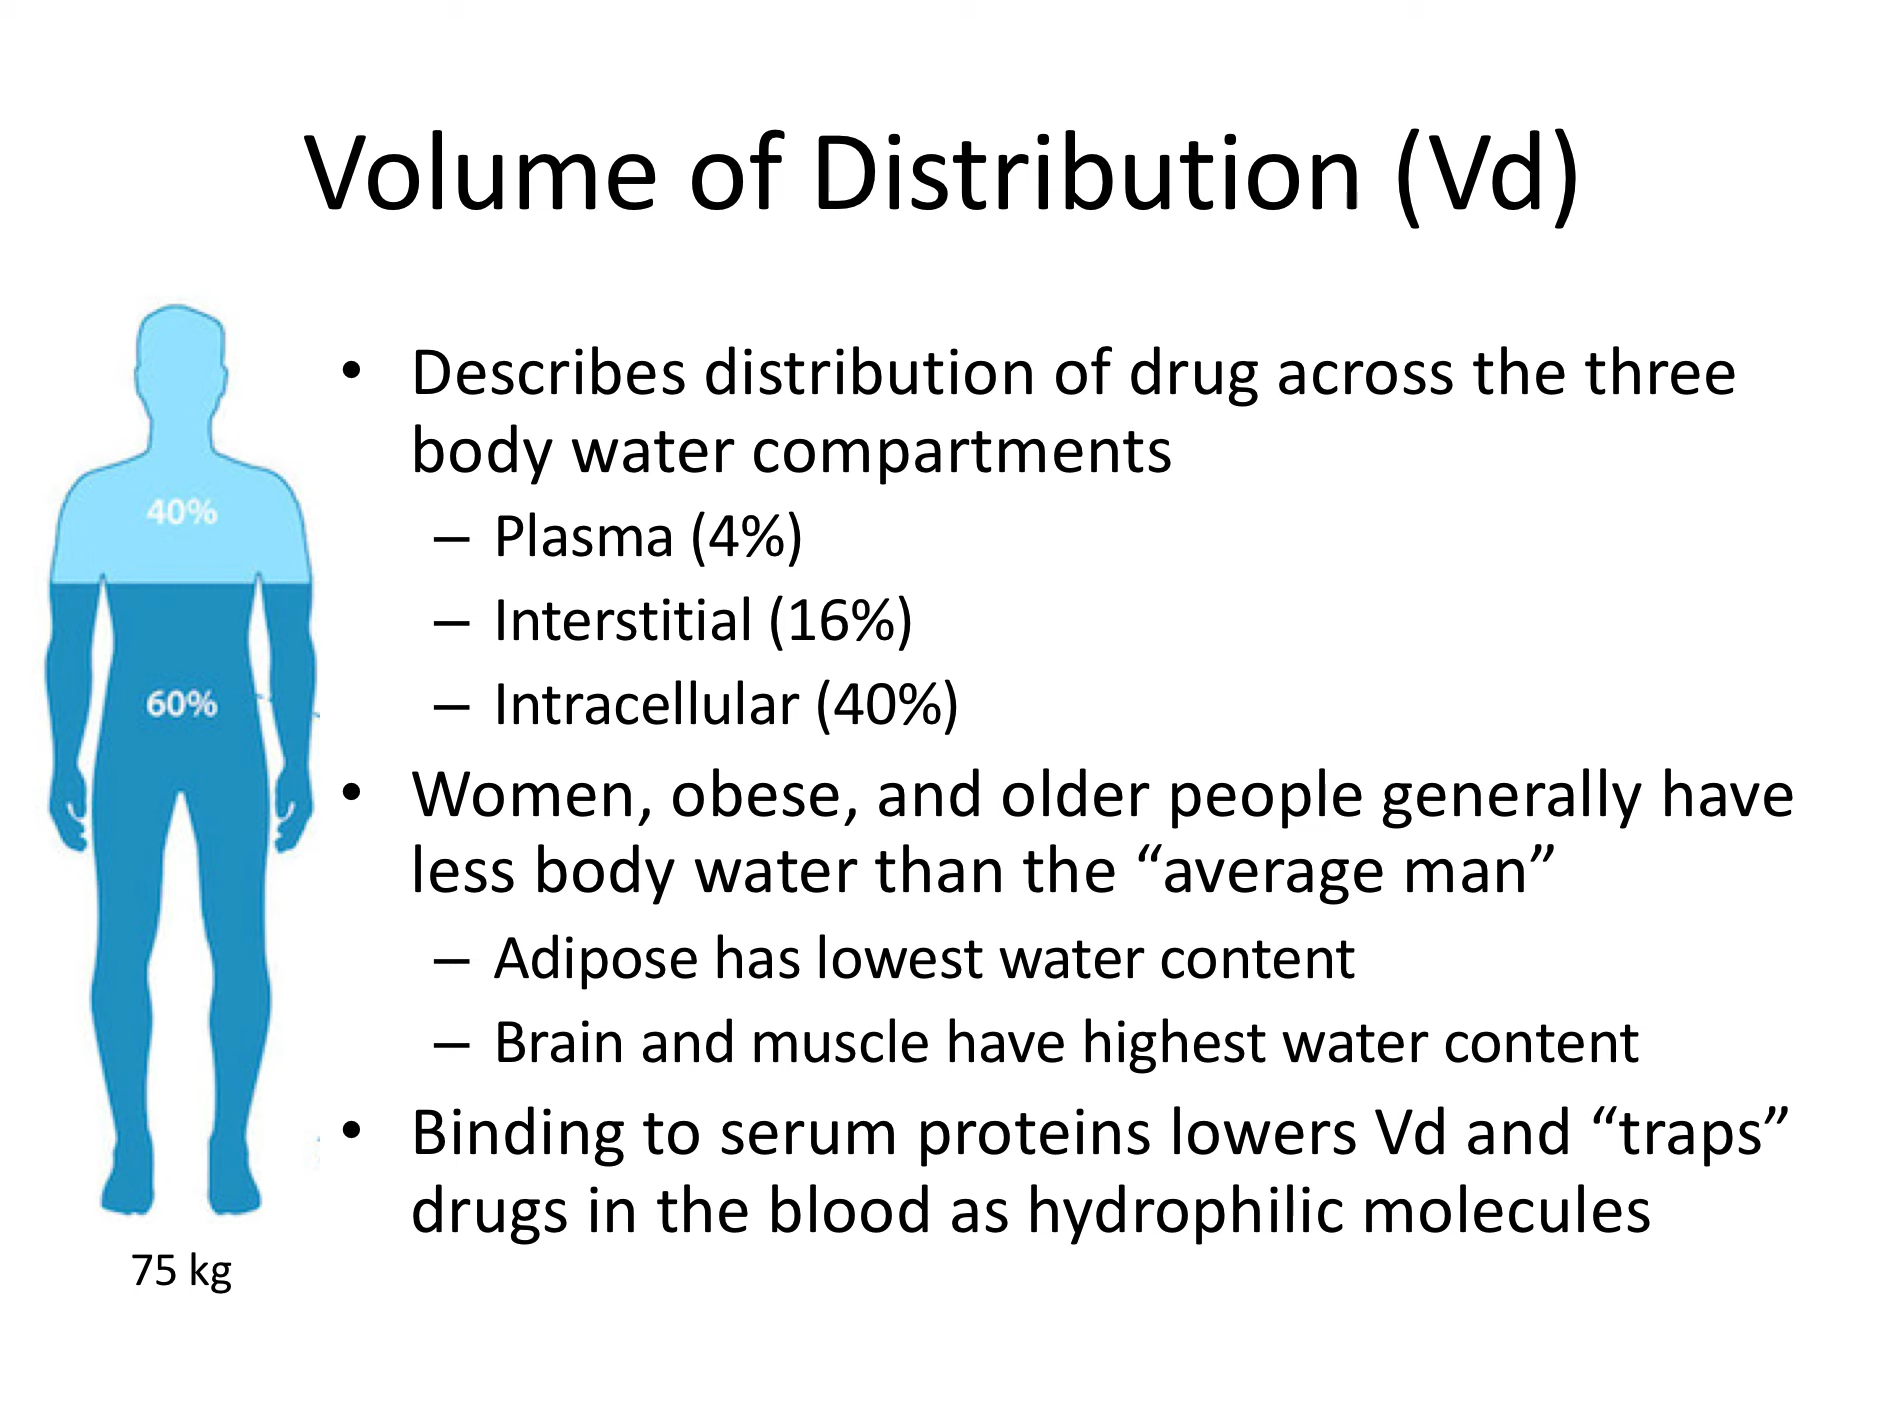 Volume of Distribution (Vd)
40%
60%
75 kg
• Describes distribution of drug across the three
body water compartments
– Plasma (4%)
– Interstitial (16%)
– Intracellular (40%)
• Women, obese, and older people generally have
less body water than the “average man”
– Adipose has lowest water content
– Brain and muscle have highest water content
• Binding to serum proteins lowers Vd and “traps”
drugs in the blood as hydrophilic molecules